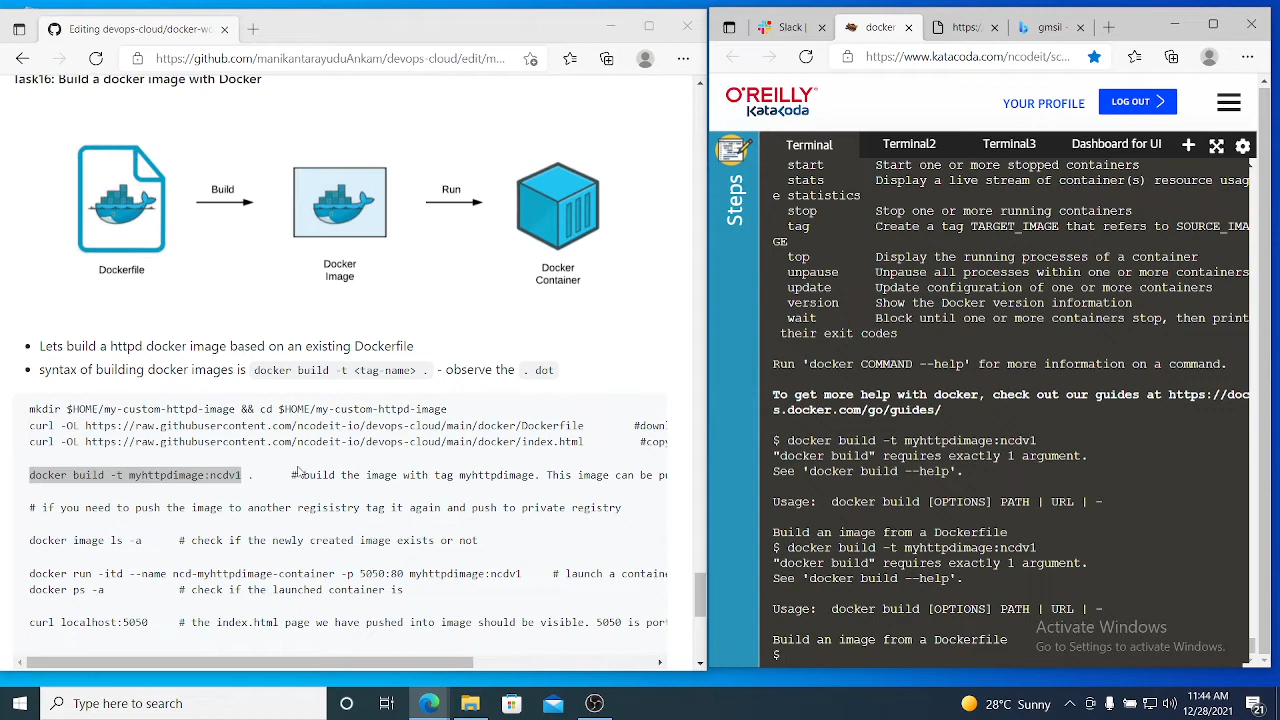 Editing devops-cloud/docker-wo
https://github.com/manikantarayuduAnkam/devops-cloud/edit/m...
Task16: Build a docker image with Docker
Build
Run
Dockerfile
Docker
Image
Docker
Container
Lets build a httpd docker image based on an existing Dockerfile
syntax of building docker images is docker build -t <tag-name> . - observe the . dot
mkdir $HOME/my-custom-httpd-image && cd $HOME/my-custom-httpd-image
curl -OL https://raw.githubusercontent.com/ncodeit-io/devops-cloud/main/docker/Dockerfile #down
curl -OL https://raw.githubusercontent.com/ncodeit-io/devops-cloud/main/docker/index.html #copy
docker build -t myhttpdimage:ncdv1 . # build the image with tag myhttpdimage. This image can be pu
# if you need to push the image to another regisistry tag it again and push to private registry
docker image ls -a # check if the newly created image exists or not
docker run -itd --name ncd-myhttpdimage-container -p 5050:80 myhttpdimage:ncdv1 # launch a containe
docker ps -a # check if the launched container is
curl localhost:5050 # the index.html page we have pushed into image should be visible. 5050 is port
Slack |
docker
https:/
gmsil -
https://www.katacoda.com/ncodeit/sc...
O'REILLY
Katacoda
YOUR PROFILE
LOG OUT
Steps
Terminal
Terminal2
Terminal3
Dashboard for UI
start Start one or more stopped containers
stats Display a live stream of container(s) resource usag
e statistics
stop Stop one or more running containers
tag Create a tag TARGET_IMAGE that refers to SOURCE_IMA
GE
top Display the running processes of a container
unpause Unpause all processes within one or more containers
update Update configuration of one or more containers
version Show the Docker version information
wait Block until one or more containers stop, then print
their exit codes
Run 'docker COMMAND --help' for more information on a command.
To get more help with docker, check out our guides at https://doc
s.docker.com/go/guides/
$ docker build -t myhttpdimage:ncdv1
"docker build" requires exactly 1 argument.
See 'docker build --help'.
Usage: docker build [OPTIONS] PATH | URL | -
Build an image from a Dockerfile
$ docker build -t myhttpdimage:ncdv1
"docker build" requires exactly 1 argument.
See 'docker build --help'.
Usage: docker build [OPTIONS] PATH | URL | -
Build an image from a Dockerfile
$
Activate Windows
Go to Settings to activate Windows.
Type here to search
28°C Sunny
11:44 AM
12/28/2021
21